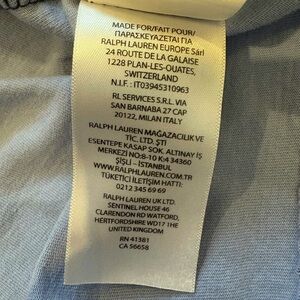 MADE FOR/FAIT POUR/
ΠΑΡΑΣΚΕΥΑΖΕΤΑΙ ΓΙΑ
RALPH LAUREN EUROPE Sárl
24 ROUTE DE LA GALAISE
1228 PLAN-LES-OUATES,
SWITZERLAND
N.I.F.: IT03945310963
RL SERVICES S.R.L. VIA
SAN BARNABA 27 CAP
20122, MILAN ITALY
RALPH LAUREN MAĞAZACILIK VE
TİC. LTD. ŞTİ
ESENTEPE KASAP SOK. ALTINAY İŞ
MERKEZİ NO:8-10 K:4 34360
ŞİŞLİ - İSTANBUL
WWW.RALPHLAUREN.COM.TR
TÜKETİCİ İLETİŞİM HATTI:
0212 345 69 69
RALPH LAUREN UK LTD.
SENTINEL HOUSE 46
CLARENDON RD WATFORD,
HERTFORDSHIRE WD17 1HE
UNITED KINGDOM
RN 41381
CA 56658